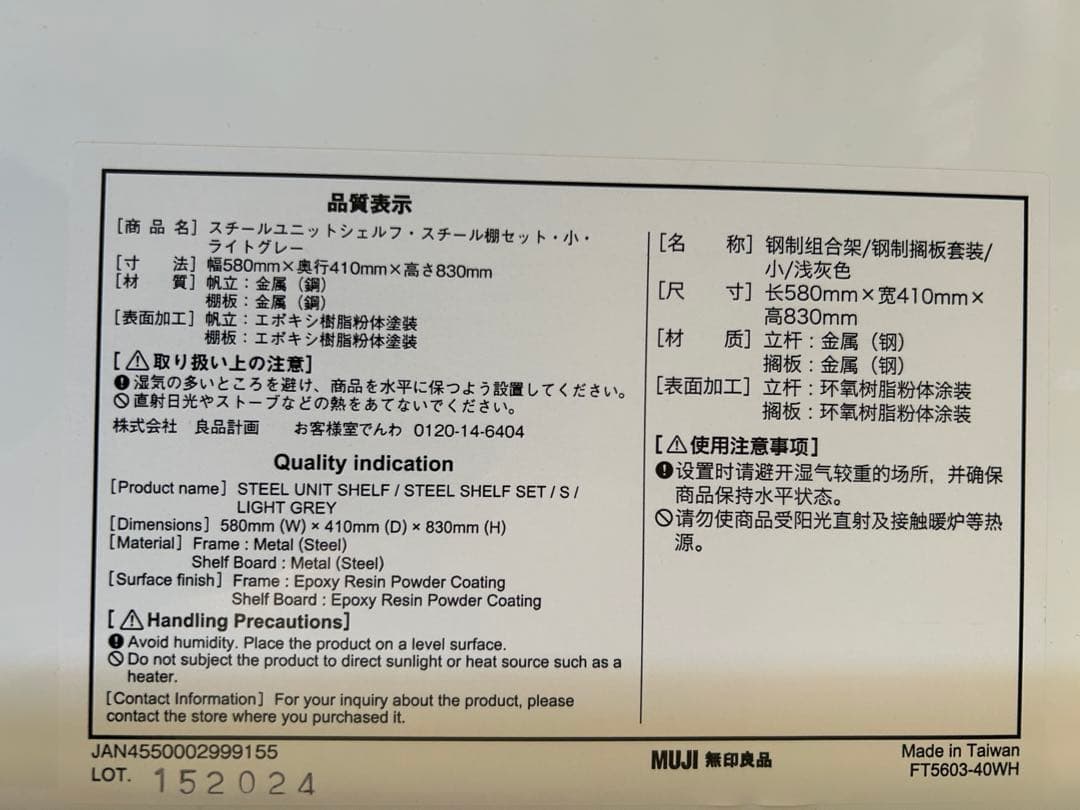 品質表示
[商 品 名] スチールユニットシェルフ・スチール棚セット・小・
ライトグレー
[寸 法] 幅580mm×奥行410mm×高さ830mm
[材 質] 帆立：金属（鋼）
棚板：金属（鋼）
[表面加工] 帆立：エポキシ樹脂粉体塗装
棚板：エポキシ樹脂粉体塗装
[⚠取り扱い上の注意]
湿気の多いところを避け、商品を水平に保つよう設置してください。
直射日光やストーブなどの熱をあてないでください。
株式会社 良品計画 お客様室でんわ 0120-14-6404
Quality indication
[Product name] STEEL UNIT SHELF / STEEL SHELF SET / S /
LIGHT GREY
[Dimensions] 580mm (W) × 410mm (D) × 830mm (H)
[Material] Frame : Metal (Steel)
Shelf Board : Metal (Steel)
[Surface finish] Frame : Epoxy Resin Powder Coating
Shelf Board : Epoxy Resin Powder Coating
[⚠Handling Precautions]
Avoid humidity. Place the product on a level surface.
Do not subject the product to direct sunlight or heat source such as a
heater.
[Contact Information] For your inquiry about the product, please
contact the store where you purchased it.
[名 称] 钢制组合架/钢制搁板套装/
小/浅灰色
[尺 寸] 长580mm×宽410mm×
高830mm
[材 质] 立杆：金属（钢）
搁板：金属（钢）
[表面加工] 立杆：环氧树脂粉体涂装
搁板：环氧树脂粉体涂装
[⚠使用注意事项]
设置时请避开湿气较重的场所，并确保
商品保持水平状态。
请勿使商品受阳光直射及接触暖炉等热
源。
JAN4550002999155
LOT. 152024
MUJI 無印良品
Made in Taiwan
FT5603-40WH